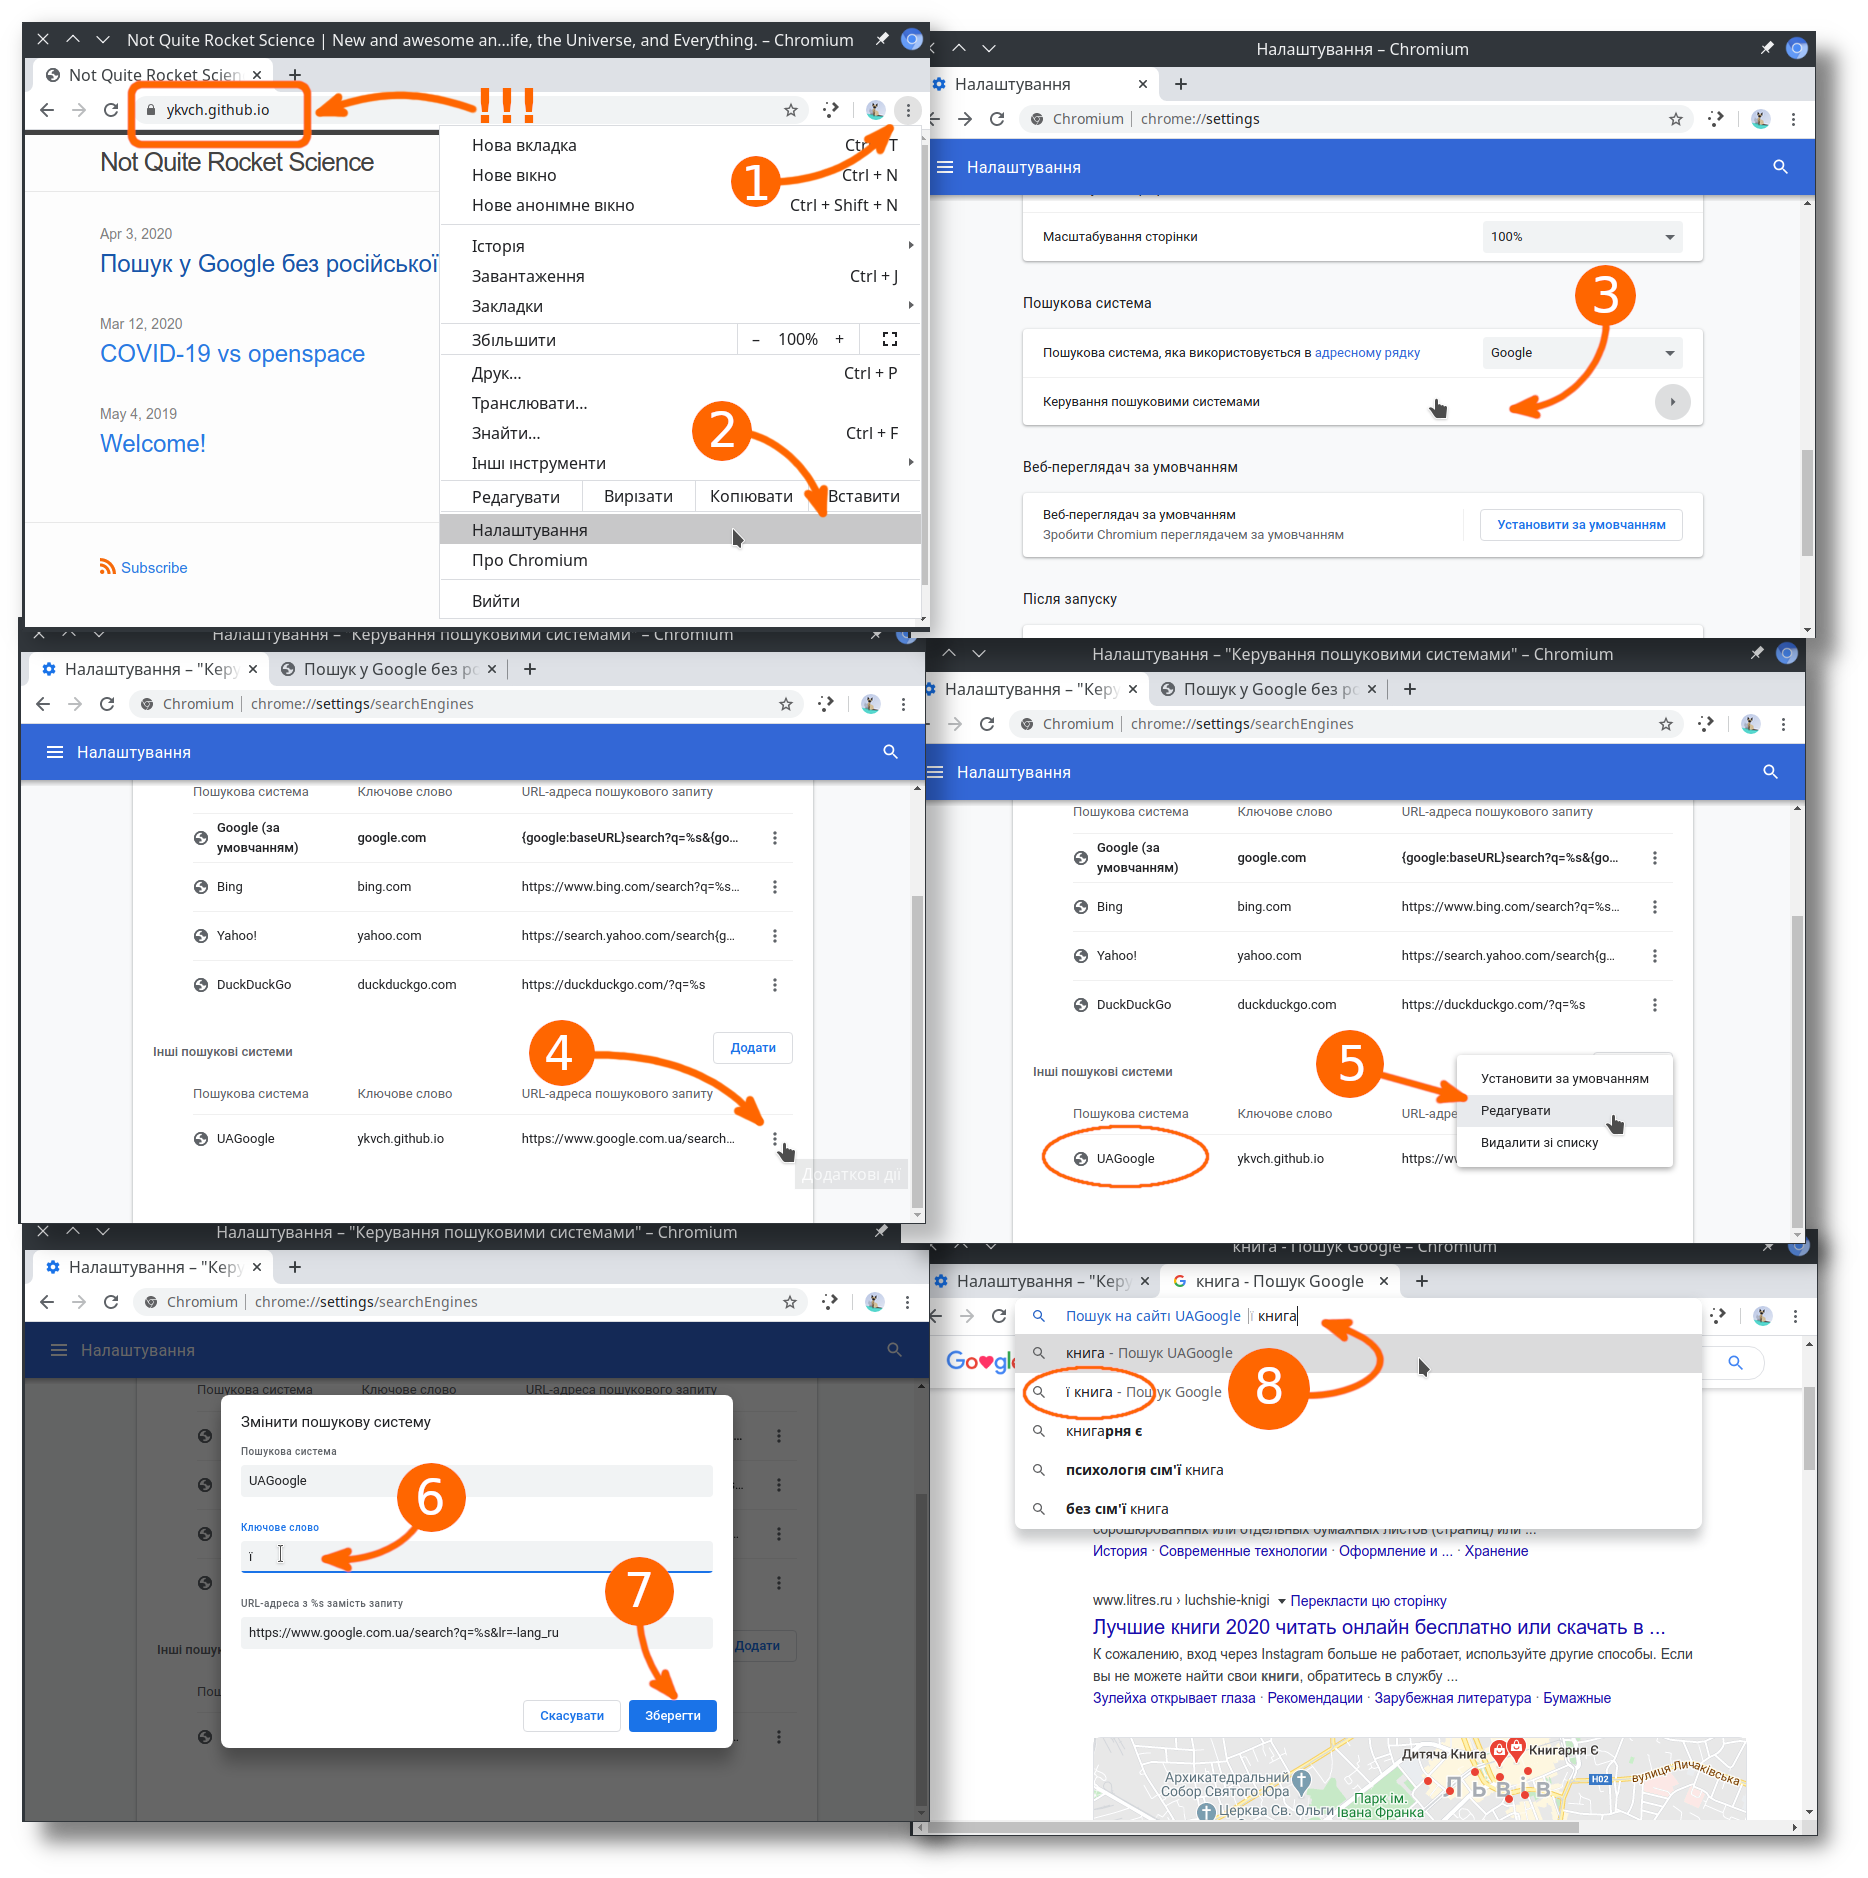 Not Quite Rocket Science | New and awesome an...ife, the Universe, and Everything. – Chromium
Not Quite Rocket Scien
ykvch.github.io
!!!
Not Quite Rocket Science
Apr 3, 2020
Пошук у Google без російської
Mar 12, 2020
COVID-19 vs openspace
May 4, 2019
Welcome!
Subscribe
1
Нова вкладка Ctrl + T
Нове вікно Ctrl + N
Нове анонімне вікно Ctrl + Shift + N
Історія
Завантаження Ctrl + J
Закладки
Збільшити – 100% +
Друк... Ctrl + P
Транслювати...
2
Знайти... Ctrl + F
Інші інструменти
Редагувати Вирізати Копіювати Вставити
Налаштування
Про Chromium
Вийти
Налаштування – Chromium
Налаштування
Chromium | chrome://settings
Налаштування
Масштабування сторінки 100%
3
Пошукова система
Пошукова система, яка використовується в адресному рядку Google
Керування пошуковими системами
Веб-переглядач за умовчанням
Веб-переглядач за умовчанням
Зробити Chromium переглядачем за умовчанням
Установити за умовчанням
Після запуску
Налаштування – "Керування пошуковими системами" – Chromium
Налаштування – "Керу
Пошук у Google без ро
Chromium | chrome://settings/searchEngines
Налаштування
Пошукова система Ключове слово URL-адреса пошукового запиту
Google (за умовчанням) google.com {google:baseURL}search?q=%s&{go...
Bing bing.com https://www.bing.com/search?q=%s...
Yahoo! yahoo.com https://search.yahoo.com/search{g...
DuckDuckGo duckduckgo.com https://duckduckgo.com/?q=%s
4
Інші пошукові системи Додати
Пошукова система Ключове слово URL-адреса пошукового запиту
UAGoogle ykvch.github.io https://www.google.com.ua/search...
Додаткові дії
Налаштування – "Керування пошуковими системами" – Chromium
Налаштування – "Керу
Пошук у Google без ро
Chromium | chrome://settings/searchEngines
Налаштування
Пошукова система Ключове слово URL-адреса пошукового запиту
Google (за умовчанням) google.com {google:baseURL}search?q=%s&{go...
Bing bing.com https://www.bing.com/search?q=%s...
Yahoo! yahoo.com https://search.yahoo.com/search{g...
DuckDuckGo duckduckgo.com https://duckduckgo.com/?q=%s
5
Інші пошукові системи
Пошукова система Ключове слово URL-адре
UAGoogle ykvch.github.io https://w
Установити за умовчанням
Редагувати
Видалити зі списку
Налаштування – "Керування пошуковими системами" – Chromium
Налаштування – "Керу
Chromium | chrome://settings/searchEngines
Налаштування
Пошукова система Ключове слово URL-адреса пошукового запиту
Змінити пошукову систему
Пошукова система
UAGoogle
6
Ключове слово
ї
7
URL-адреса з %s замість запиту
https://www.google.com.ua/search?q=%s&lr=-lang_ru
Інші пошук
Додати
Пош
Скасувати Зберегти
книга - Пошук Google – Chromium
Налаштування – "Керу
книга - Пошук Google
Пошук на сайті UAGoogle | ї книга
книга - Пошук UAGoogle
8
ї книга - Пошук Google
книгарня є
психологія сім'ї книга
без сім'ї книга
Google
сброшюрованных или отдельных бумажных листов (страниц) или ...
История · Современные технологии · Оформление и ... · Хранение
www.litres.ru › luchshie-knigi Перекласти цю сторінку
Лучшие книги 2020 читать онлайн бесплатно или скачать в ...
К сожалению, вход через Instagram больше не работает, используйте другие способы. Если
вы не можете найти свои книги, обратитесь в службу ...
Зулейха открывает глаза · Рекомендации · Зарубежная литература · Бумажные
Дитяча Книга
Книгарня Є
Архикатедральний
Собор Святого Юра
Львів
H02
вулиця Личаківська
Парк ім.
Івана Франка
Церква Св. Ольги